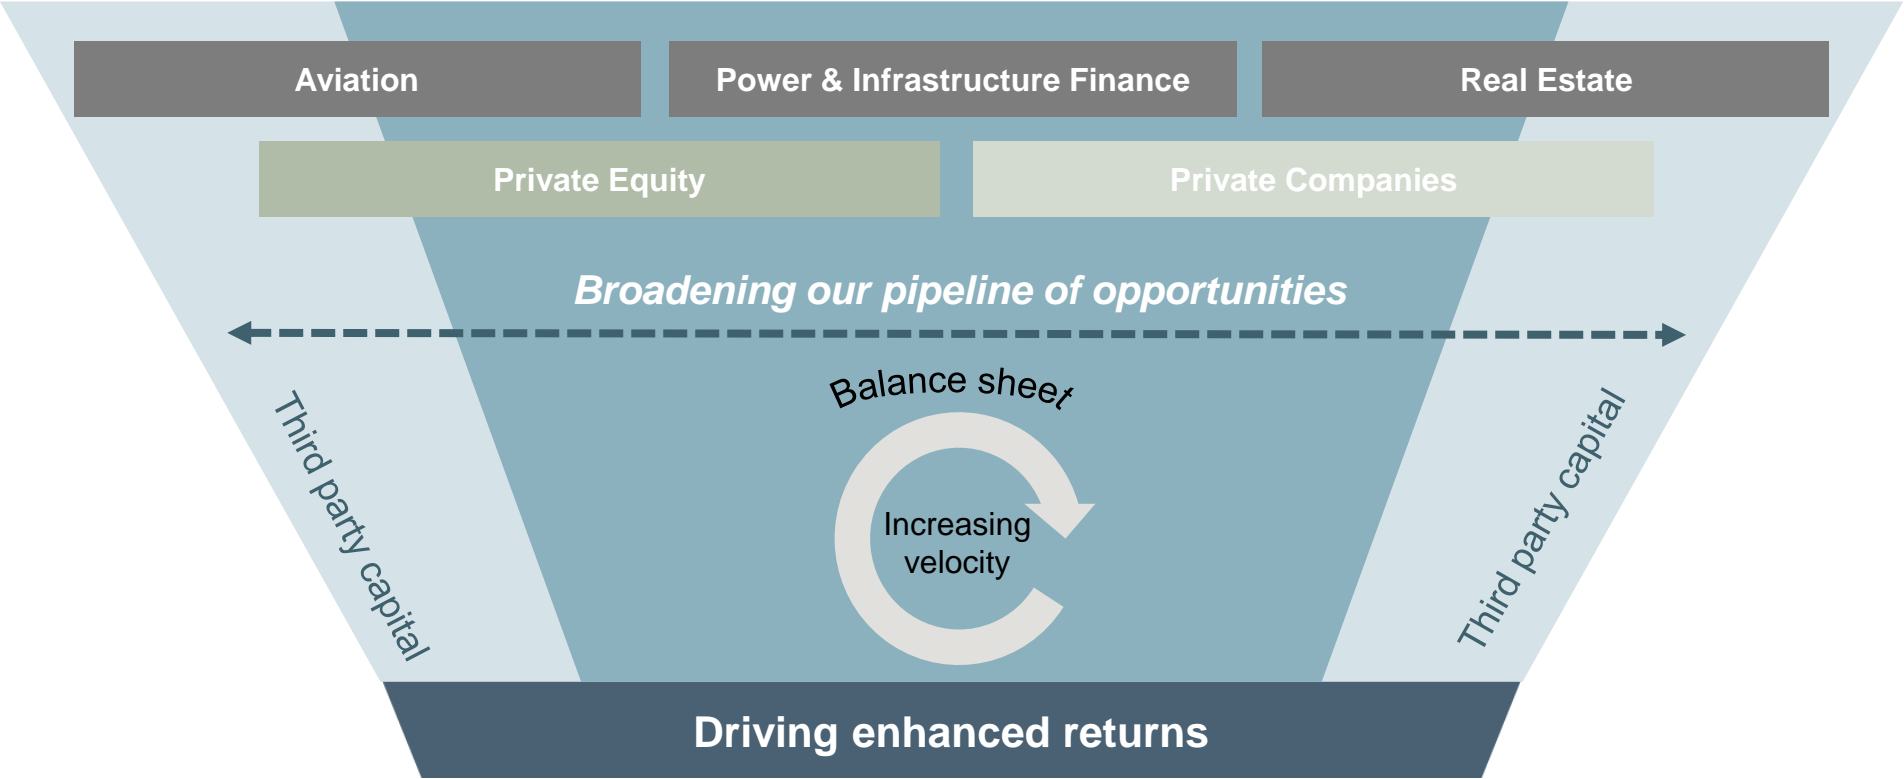 Aviation
Power & Infrastructure Finance
Real Estate
Private Equity
Private Companies
Broadening our pipeline of opportunities
Balance sheet
Increasing
velocity
Third party capital
Third party capital
Driving enhanced returns